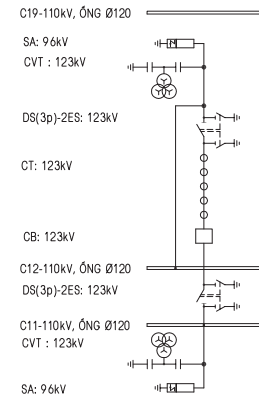 C19-110kV, ỐNG Ø120
SA: 96kV
CVT : 123kV
DS(3p)-2ES: 123kV
CT: 123kV
CB: 123kV
C12-110kV, ỐNG Ø120
DS(3p)-2ES: 123kV
C11-110kV, ỐNG Ø120
CVT : 123kV
SA: 96kV